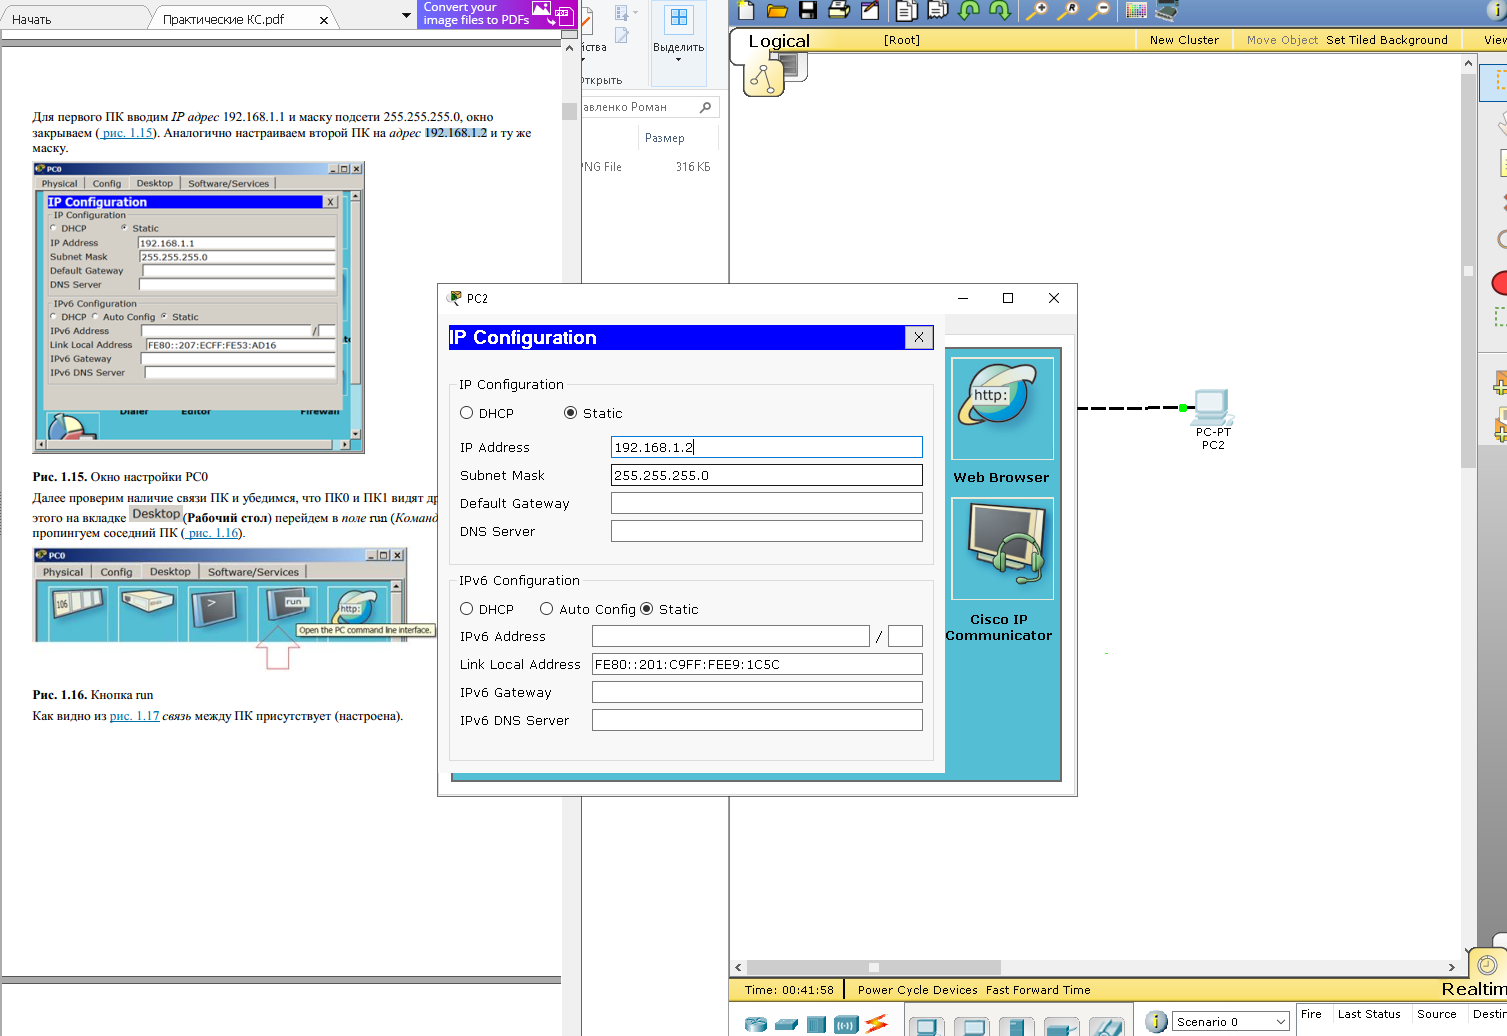 Начать
Практические КС.pdf
Convert your
image files to PDFs
Для первого ПК вводим IP адрес 192.168.1.1 и маску подсети 255.255.255.0, окно
закрываем ( рис. 1.15). Аналогично настраиваем второй ПК на адрес 192.168.1.2 и ту же
маску.
PC0
Physical Config Desktop Software/Services
IP Configuration X
IP Configuration
DHCP Static
IP Address 192.168.1.1
Subnet Mask 255.255.255.0
Default Gateway
DNS Server
IPv6 Configuration
DHCP Auto Config Static
IPv6 Address /
Link Local Address FE80::207:ECFF:FE53:AD16
IPv6 Gateway
IPv6 DNS Server
Dialer Editor Firewall
Рис. 1.15. Окно настройки PC0
Далее проверим наличие связи ПК и убедимся, что ПК0 и ПК1 видят др
этого на вкладке Desktop (Рабочий стол) перейдем в поле run (Команд
пропингуем соседний ПК ( рис. 1.16).
PC0
Physical Config Desktop Software/Services
106
run
http:
Open the PC command line interface.
Рис. 1.16. Кнопка run
Как видно из рис. 1.17 связь между ПК присутствует (настроена).
йства
Выделить
Открыть
авленко Роман
Размер
PNG File 316 КБ
Logical
[Root]
New Cluster
Move Object
Set Tiled Background
View
PC2
IP Configuration X
IP Configuration
DHCP Static
IP Address 192.168.1.2
Subnet Mask 255.255.255.0
Default Gateway
DNS Server
IPv6 Configuration
DHCP Auto Config Static
IPv6 Address /
Link Local Address FE80::201:C9FF:FEE9:1C5C
IPv6 Gateway
IPv6 DNS Server
http:
Web Browser
Cisco IP
Communicator
PC-PT
PC2
Time: 00:41:58
Power Cycle Devices Fast Forward Time
Realtim
Scenario 0
Fire Last Status Source Destin